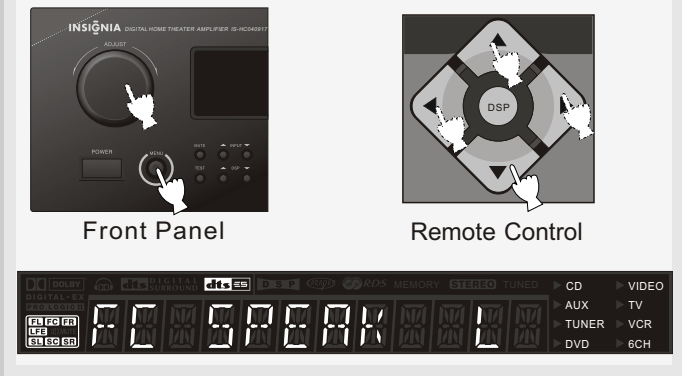 INSIGNIA DIGITAL HOME THEATER AMPLIFIER IS-HC040917
ADJUST
POWER
MENU
MUTE INPUT
TEST DSP
DSP
Front Panel
Remote Control
DOLBY dts DIGITAL SURROUND dts ES DSP RDS MEMORY STEREO TUNED
DIGITAL·EX
PRO LOGIC II
FL FC FR
LFE
SL SC SR
FC SPEAK L
CD VIDEO
AUX TV
TUNER VCR
DVD 6CH